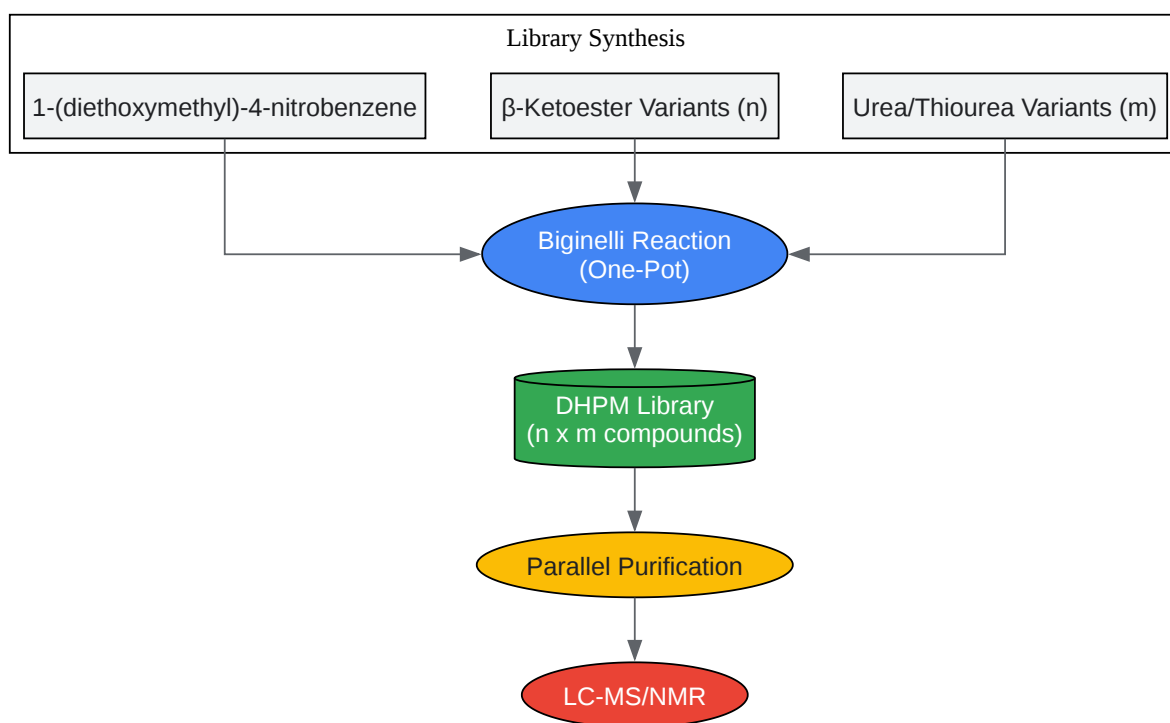 Library Synthesis
1-(diethoxymethyl)-4-nitrobenzene
β-Ketoester Variants (n)
Urea/Thiourea Variants (m)
Biginelli Reaction
(One-Pot)
DHPM Library
(n x m compounds)
Parallel Purification
LC-MS/NMR